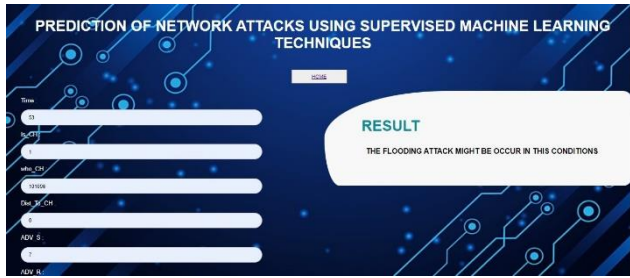 PREDICTION OF NETWORK ATTACKS USING SUPERVISED MACHINE LEARNING
TECHNIQUES
HOME
Time
53
Is_CH
1
who_CH
Dist_To_CH
0
ADV_S :
7
ADV_R :
RESULT
THE FLOODING ATTACK MIGHT BE OCCUR IN THIS CONDITIONS